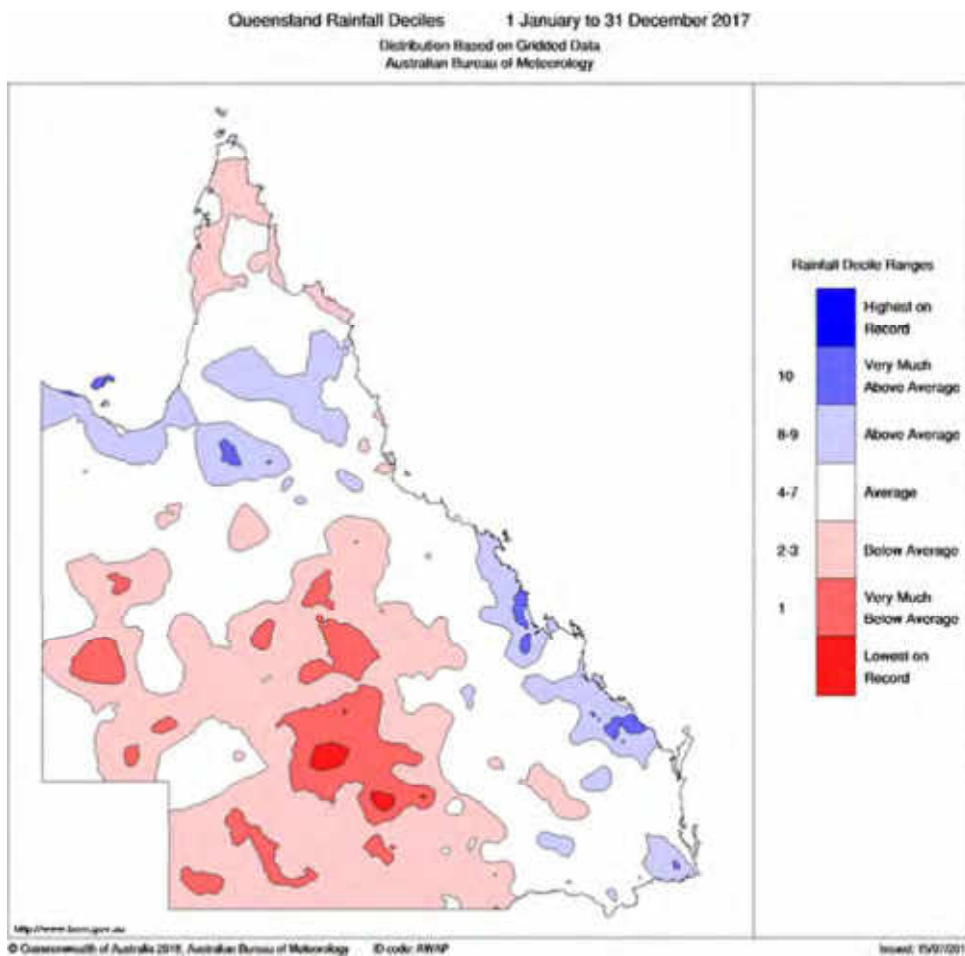 Queensland Rainfall Deciles 1 January to 31 December 2017
Distribution Based on Gridded Data
Australian Bureau of Meteorology
Rainfall Decile Ranges
Highest on
Record
10 Very Much
Above Average
8-9 Above Average
4-7 Average
2-3 Below Average
1 Very Much
Below Average
Lowest on
Record
http://www.bom.gov.au
© Commonwealth of Australia 2018, Australian Bureau of Meteorology ID code: AWAP
Issued: